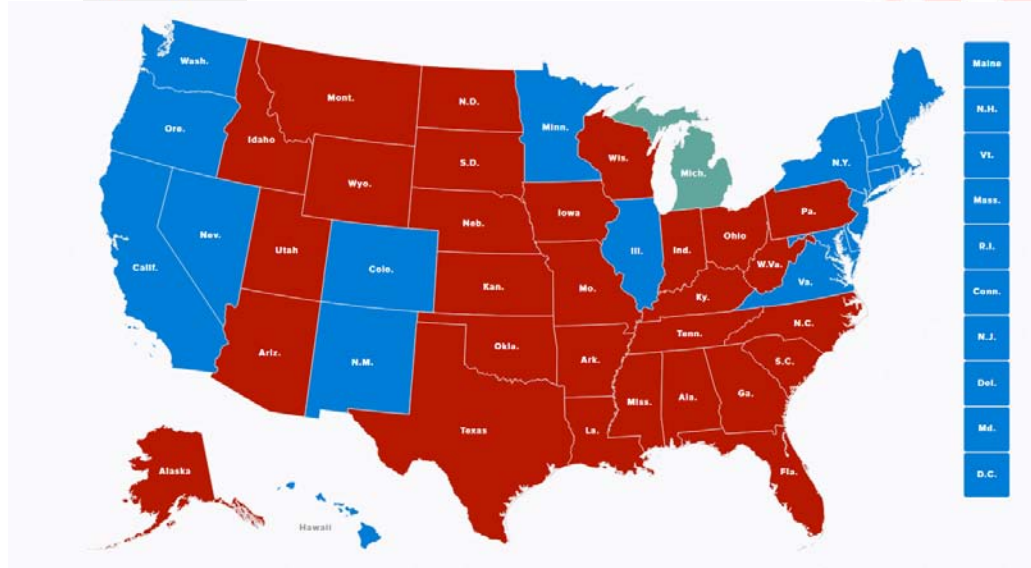 Wash.
Mont.
N.D.
Minn.
Maine
Ore.
Idaho
S.D.
Wis.
Mich.
N.Y.
N.H.
Vt.
Wyo.
Iowa
Neb.
Pa.
Mass.
Nev.
Utah
Colo.
Ill.
Ind.
Ohio
R.I.
Calif.
Kan.
Mo.
W.Va.
Va.
Ky.
Conn.
Ariz.
N.M.
Okla.
Ark.
Tenn.
N.C.
N.J.
S.C.
Del.
Texas
La.
Miss.
Ala.
Ga.
Md.
Alaska
Fla.
D.C.
Hawaii